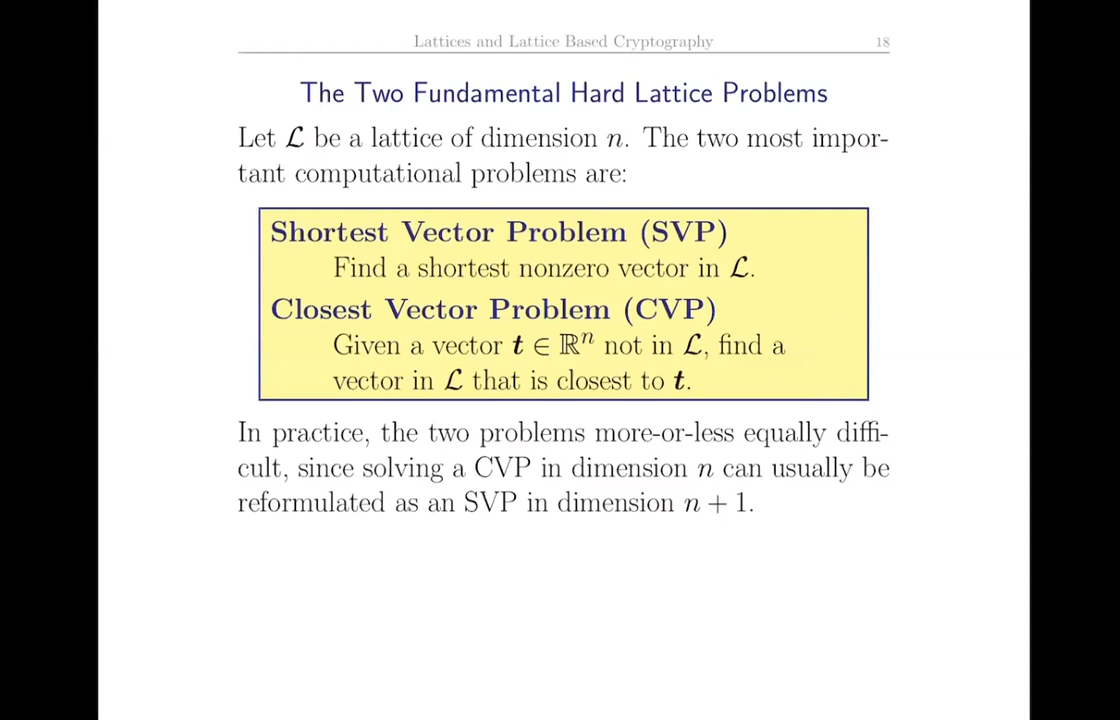 Lattices and Lattice Based Cryptography 18
The Two Fundamental Hard Lattice Problems
Let ℒ be a lattice of dimension n. The two most impor-
tant computational problems are:
Shortest Vector Problem (SVP)
Find a shortest nonzero vector in ℒ.
Closest Vector Problem (CVP)
Given a vector t ∈ ℝⁿ not in ℒ, find a
vector in ℒ that is closest to t.
In practice, the two problems more-or-less equally diffi-
cult, since solving a CVP in dimension n can usually be
reformulated as an SVP in dimension n + 1.